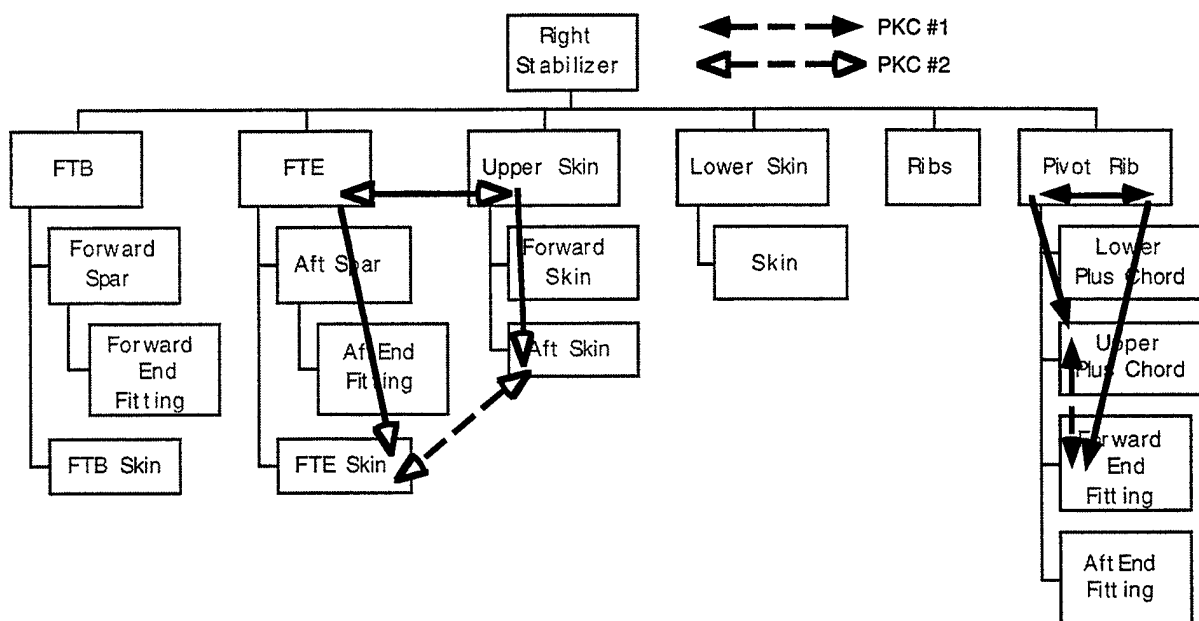 Right
Stabilizer
PKC #1
PKC #2
FTB
FTE
Upper Skin
Lower Skin
Ribs
Pivot Rib
Forward
Spar
Aft Spar
Forward
Skin
Skin
Lower
Plus Chord
Forward
End
Fitting
Aft End
Fitting
Aft Skin
Upper
Plus Chord
FTB Skin
FTE Skin
Forward
End
Fitting
Aft End
Fitting